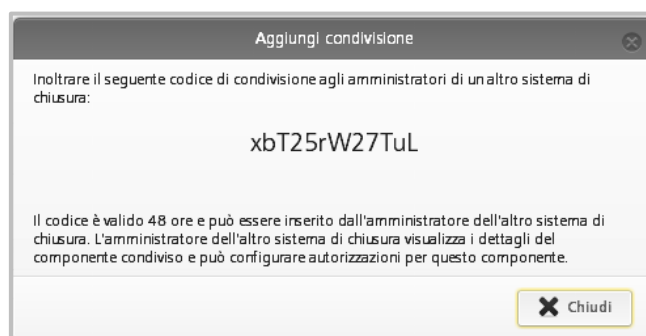 Aggiungi condivisione
Inoltrare il seguente codice di condivisione agli amministratori di un altro sistema di
chiusura:
xbT25rW27TuL
Il codice è valido 48 ore e può essere inserito dall'amministratore dell'altro sistema di
chiusura. L'amministratore dell'altro sistema di chiusura visualizza i dettagli del
componente condiviso e può configurare autorizzazioni per questo componente.
Chiudi